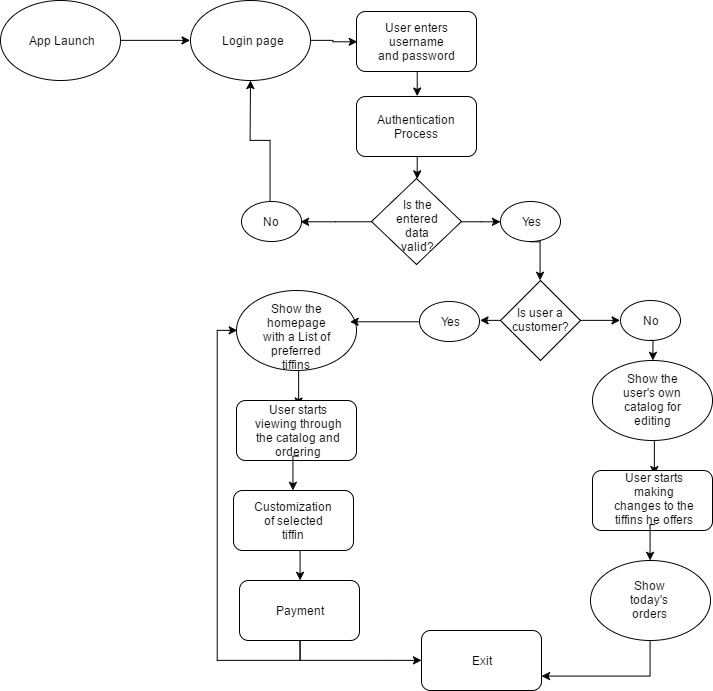 App Launch
Login page
User enters
username
and password
Authentication
Process
Is the
entered
data
valid?
No
Yes
Is user a
customer?
Yes
No
Show the
homepage
with a List of
preferred
tiffins
Show the
user's own
catalog for
editing
User starts
viewing through
the catalog and
ordering
User starts
making
changes to the
tiffins he offers
Customization
of selected
tiffin
Show
today's
orders
Payment
Exit